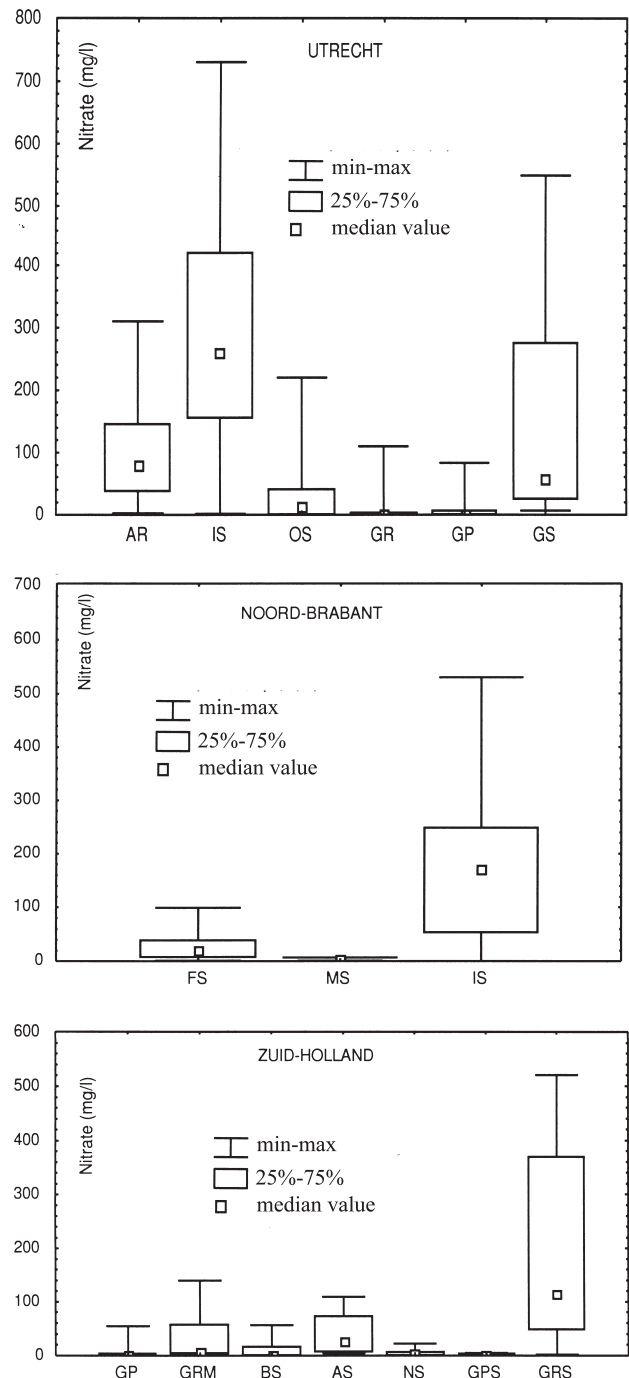 800
UTRECHT
Nitrate (mg/l)
700
600
min-max
500
25%-75%
median value
400
300
200
100
0
AR IS OS GR GP GS
700
NOORD-BRABANT
Nitrate (mg/l)
600
500
min-max
25%-75%
400
median value
300
200
100
0
FS MS IS
600
ZUID-HOLLAND
Nitrate (mg/l)
500
400
min-max
25%-75%
300
median value
200
100
0
GP GRM BS AS NS GPS GRS